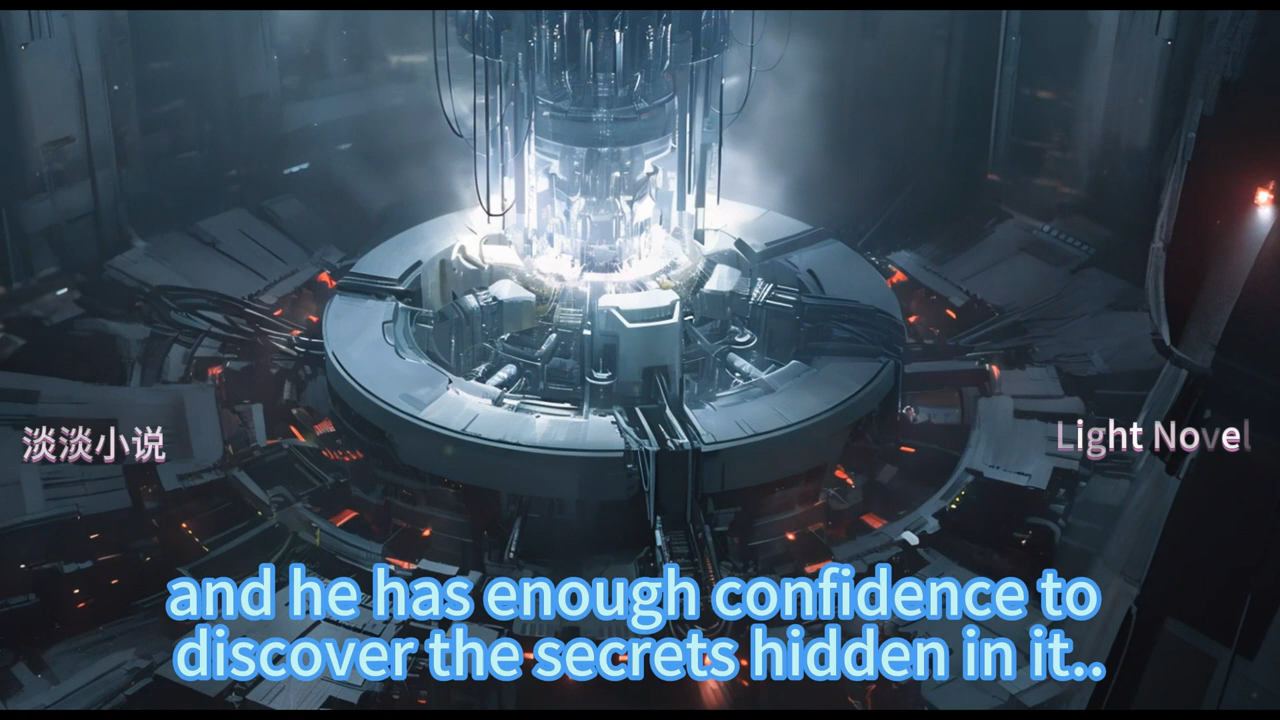 淡淡小说
Light Novel
and he has enough confidence to
discover the secrets hidden in it..